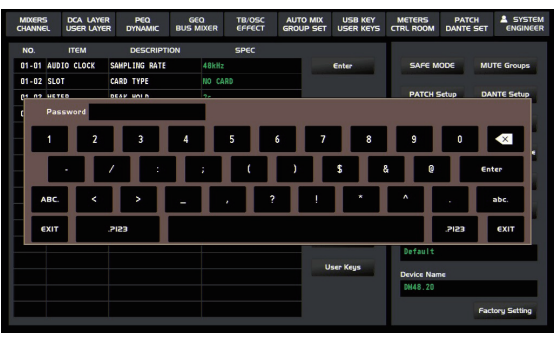 MIXERS CHANNEL
DCA LAYER USER LAYER
PEQ DYNAMIC
GEQ BUS MIXER
TB/OSC EFFECT
AUTO MIX GROUP SET
USB KEY USER KEYS
METERS CTRL ROOM
PATCH DANTE SET
SYSTEM ENGINEER
NO. ITEM DESCRIPTION SPEC
01-01 AUDIO CLOCK SAMPLING RATE 48kHz
Enter
SAFE MODE
MUTE Groups
01-02 SLOT CARD TYPE NO CARD
01-03 METER PEAK HOLD
PATCH Setup
DANTE Setup
Password
1 2 3 4 5 6 7 8 9 0
- / : ; ( ) $ & @ Enter
ABC. < > _ , ? ! * ^ . abc.
EXIT .?123 .?123 EXIT
Default
User Keys
Device Name
DM48.20
Factory Setting